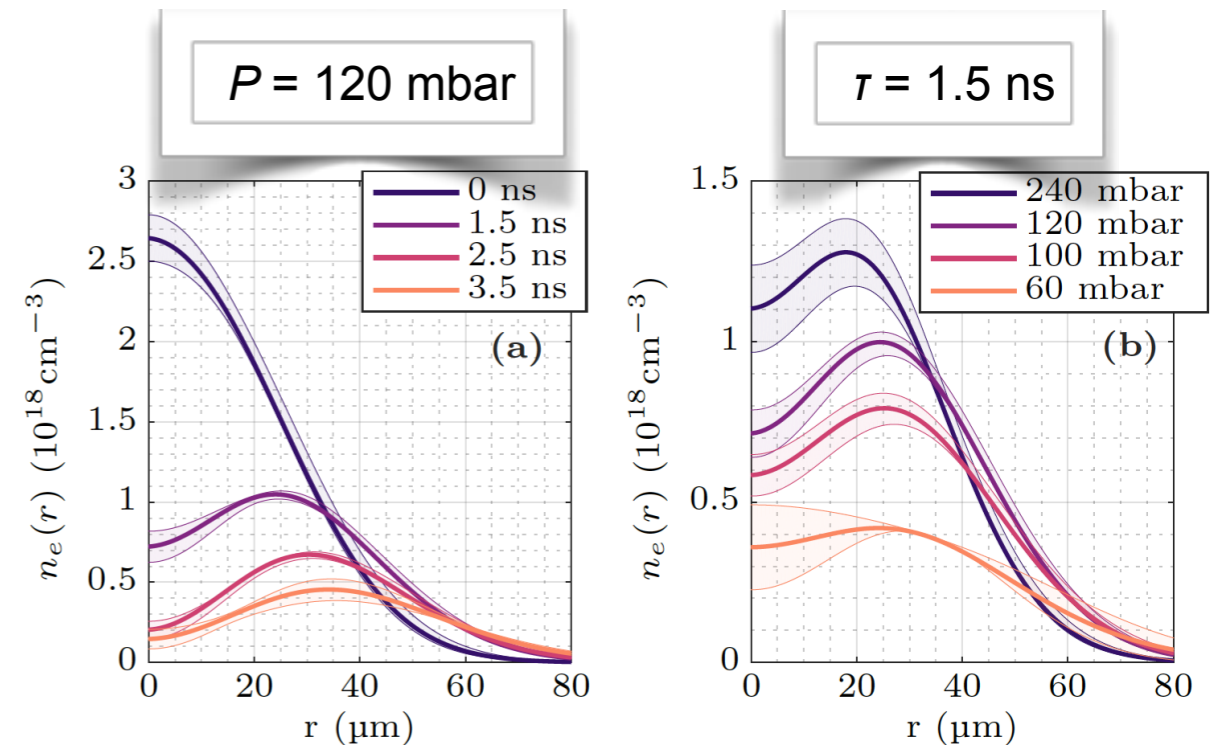 P = 120 mbar
3
2.5
2
1.5
1
0.5
0
n_e(r) (10^18 cm^−3)
0 ns
1.5 ns
2.5 ns
3.5 ns
(a)
0 20 40 60 80
r (µm)
τ = 1.5 ns
1.5
1
0.5
0
n_e(r) (10^18 cm^−3)
240 mbar
120 mbar
100 mbar
60 mbar
(b)
0 20 40 60 80
r (µm)